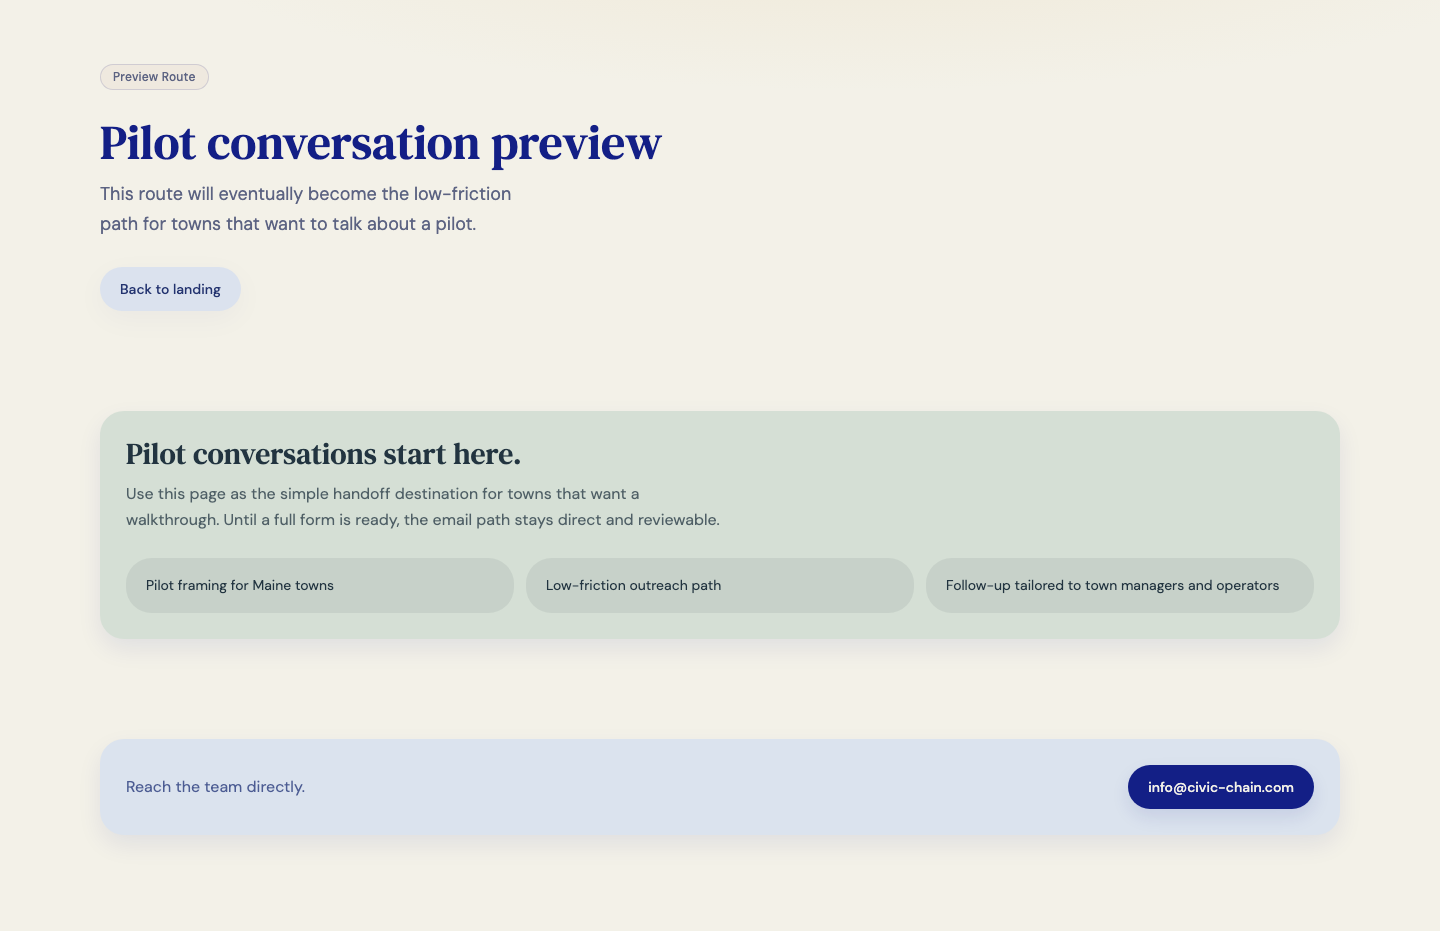 Preview Route
Pilot conversation preview
This route will eventually become the low-friction
path for towns that want to talk about a pilot.
Back to landing
Pilot conversations start here.
Use this page as the simple handoff destination for towns that want a
walkthrough. Until a full form is ready, the email path stays direct and reviewable.
Pilot framing for Maine towns
Low-friction outreach path
Follow-up tailored to town managers and operators
Reach the team directly.
info@civic-chain.com